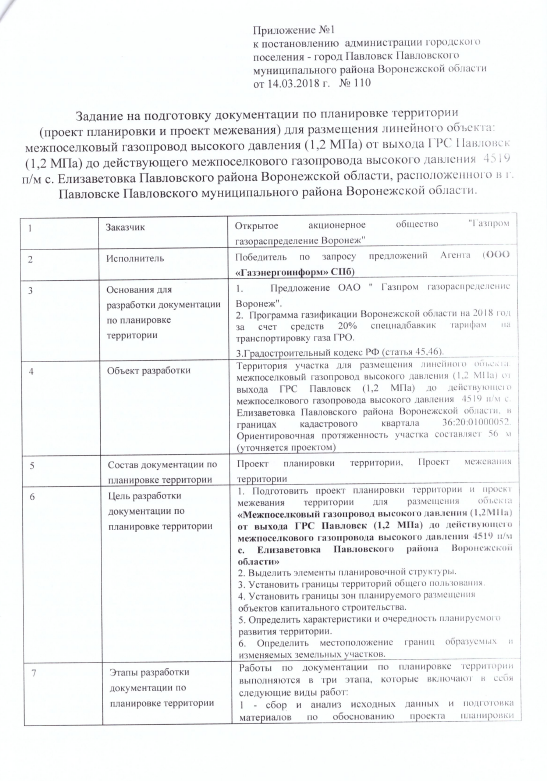 Приложение №1
к постановлению администрации городского
поселения - город Павловск Павловского
муниципального района Воронежской области
от 14.03.2018 г. № 110
Задание на подготовку документации по планировке территории
(проект планировки и проект межевания) для размещения линейного объекта:
межпоселковый газопровод высокого давления (1,2 МПа) от выхода ГРС Павловск
(1,2 МПа) до действующего межпоселкового газопровода высокого давления 4519
п/м с. Елизаветовка Павловского района Воронежской области, расположенного в г.
Павловске Павловского муниципального района Воронежской области.
1
Заказчик
Открытое акционерное общество "Газпром
газораспределение Воронеж"
2
Исполнитель
Победитель по запросу предложений Агента (ООО
«Газэнергоинформ» СПб)
3
Основания для
разработки документации
по планировке
территории
1. Предложение ОАО " Газпром газораспределение
Воронеж".
2. Программа газификации Воронежской области на 2018 год
за счет средств 20% спецнадбавкик тарифам на
транспортировку газа ГРО.
3.Градостроительный кодекс РФ (статья 45,46).
4
Объект разработки
Территория участка для размещения линейного объекта:
межпоселковый газопровод высокого давления (1,2 МПа) от
выхода ГРС Павловск (1,2 МПа) до действующего
межпоселкового газопровода высокого давления 4519 п/м с.
Елизаветовка Павловского района Воронежской области, в
границах кадастрового квартала 36:20:01000052.
Ориентировочная протяженность участка составляет 56 м
(уточняется проектом)
5
Состав документации по
планировке территории
Проект планировки территории. Проект межевания
территории
6
Цель разработки
документации по
планировке территории
1. Подготовить проект планировки территории и проект
межевания территории для размещения объекта
«Межпоселковый газопровод высокого давления (1,2МПа)
от выхода ГРС Павловск (1,2 МПа) до действующего
межпоселкового газопровода высокого давления 4519 п/м
с. Елизаветовка Павловского района Воронежской
области»
2. Выделить элементы планировочной структуры.
3. Установить границы территорий общего пользования.
4. Установить границы зон планируемого размещения
объектов капитального строительства.
5. Определить характеристики и очередность планируемого
развития территории.
6. Определить местоположение границ образуемых и
изменяемых земельных участков.
7
Этапы разработки
документации по
планировке территории
Работы по документации по планировке территории
выполняются в три этапа, которые включают в себя
следующие виды работ:
1 - сбор и анализ исходных данных и подготовка
материалов по обоснованию проекта планировки